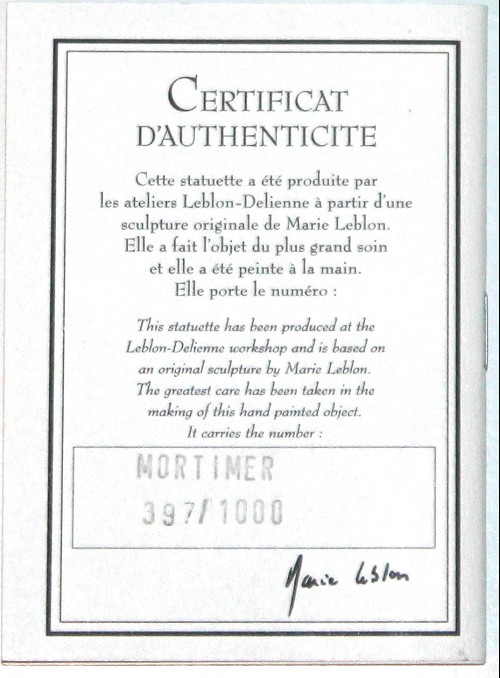 CERTIFICAT
D'AUTHENTICITE
Cette statuette a été produite par
les ateliers Leblon-Delienne à partir d'une
sculpture originale de Marie Leblon.
Elle a fait l'objet du plus grand soin
et elle a été peinte à la main.
Elle porte le numéro :
This statuette has been produced at the
Leblon-Delienne workshop and is based on
an original sculpture by Marie Leblon.
The greatest care has been taken in the
making of this hand painted object.
It carries the number :
MORTIMER
397/1000
Marie Leblon